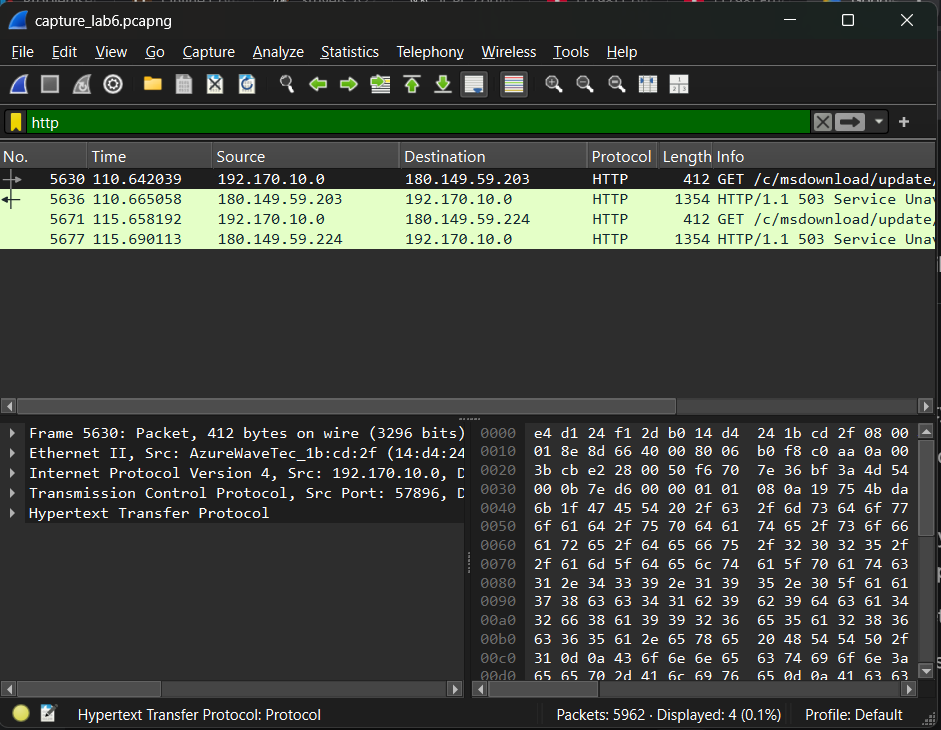 capture_lab6.pcapng
File Edit View Go Capture Analyze Statistics Telephony Wireless Tools Help
http
No. Time Source Destination Protocol Length Info
5630 110.642039 192.170.10.0 180.149.59.203 HTTP 412 GET /c/msdownload/update/
5636 110.665058 180.149.59.203 192.170.10.0 HTTP 1354 HTTP/1.1 503 Service Una
5671 115.658192 192.170.10.0 180.149.59.224 HTTP 412 GET /c/msdownload/update/
5677 115.690113 180.149.59.224 192.170.10.0 HTTP 1354 HTTP/1.1 503 Service Una
Frame 5630: Packet, 412 bytes on wire (3296 bits)
Ethernet II, Src: AzureWaveTec_1b:cd:2f (14:d4:24
Internet Protocol Version 4, Src: 192.170.10.0, D
Transmission Control Protocol, Src Port: 57896, D
Hypertext Transfer Protocol
0000 e4 d1 24 f1 2d b0 14 d4 24 1b cd 2f 08 00
0010 01 8e 8d 66 40 00 80 06 b0 f8 c0 aa 0a 00
0020 3b cb e2 28 00 50 f6 70 7e 36 bf 3a 4d 54
0030 00 0b 7e d6 00 00 01 01 08 0a 19 75 4b da
0040 6b 1f 47 45 54 20 2f 63 2f 6d 73 64 6f 77
0050 6f 61 64 2f 75 70 64 61 74 65 2f 73 6f 66
0060 61 72 65 2f 64 65 66 75 2f 32 30 32 35 2f
0070 2f 61 6d 5f 64 65 6c 74 61 5f 70 61 74 63
0080 31 2e 34 33 39 2e 31 39 35 2e 30 5f 61 61
0090 37 38 63 63 34 31 62 39 62 39 64 63 61 34
00a0 32 66 38 61 39 39 32 36 65 35 61 32 38 36
00b0 63 36 35 61 2e 65 78 65 20 48 54 54 50 2f
00c0 31 0d 0a 43 6f 6e 6e 65 63 74 69 6f 6e 3a
00d0 65 65 70 2d 41 6c 69 76 65 0d 0a 41 63 63
Hypertext Transfer Protocol: Protocol
Packets: 5962 · Displayed: 4 (0.1%)
Profile: Default